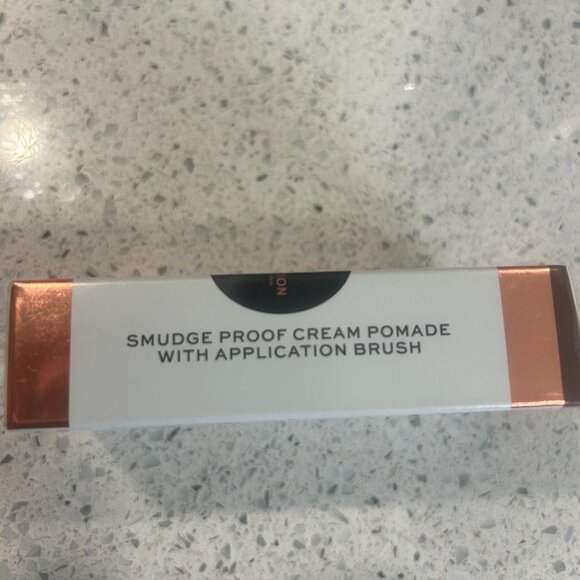 SMUDGE PROOF CREAM POMADE
WITH APPLICATION BRUSH